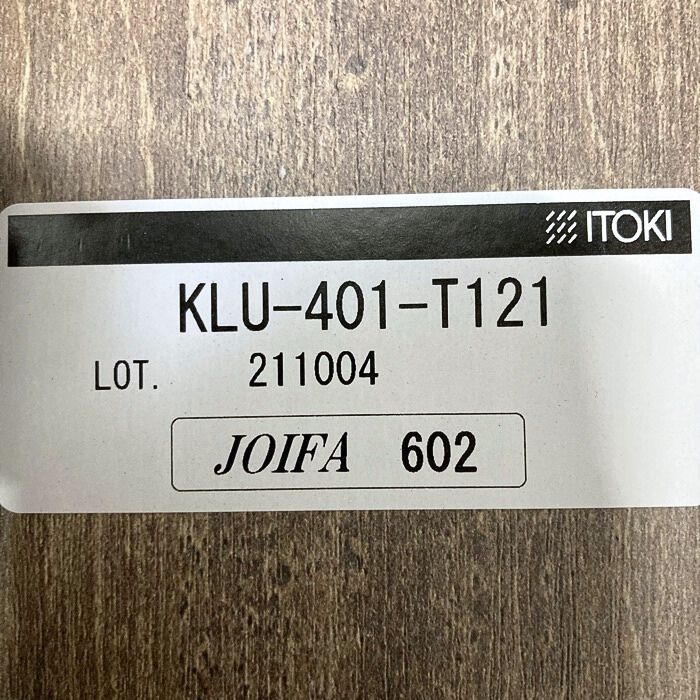 ITOKI
KLU-401-T121
LOT. 211004
JOIFA 602